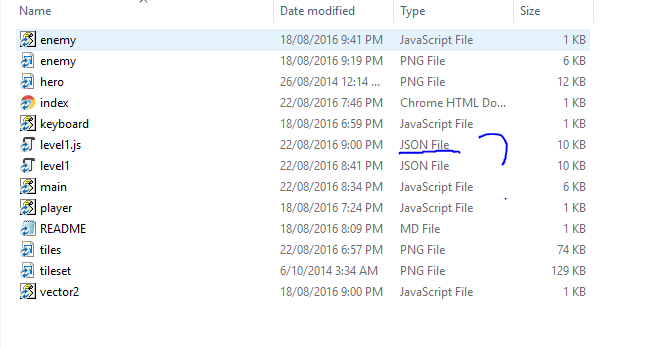 Name Date modified Type Size
enemy 18/08/2016 9:41 PM JavaScript File 1 KB
enemy 18/08/2016 9:19 PM PNG File 6 KB
hero 26/08/2014 12:14 ... PNG File 12 KB
index 22/08/2016 7:46 PM Chrome HTML Do... 1 KB
keyboard 18/08/2016 6:59 PM JavaScript File 1 KB
level1.js 22/08/2016 9:00 PM JSON File 10 KB
level1 22/08/2016 8:41 PM JSON File 10 KB
main 22/08/2016 8:34 PM JavaScript File 6 KB
player 18/08/2016 7:24 PM JavaScript File 1 KB
README 18/08/2016 8:09 PM MD File 1 KB
tiles 22/08/2016 6:57 PM PNG File 74 KB
tileset 6/10/2014 3:34 AM PNG File 129 KB
vector2 18/08/2016 9:00 PM JavaScript File 1 KB